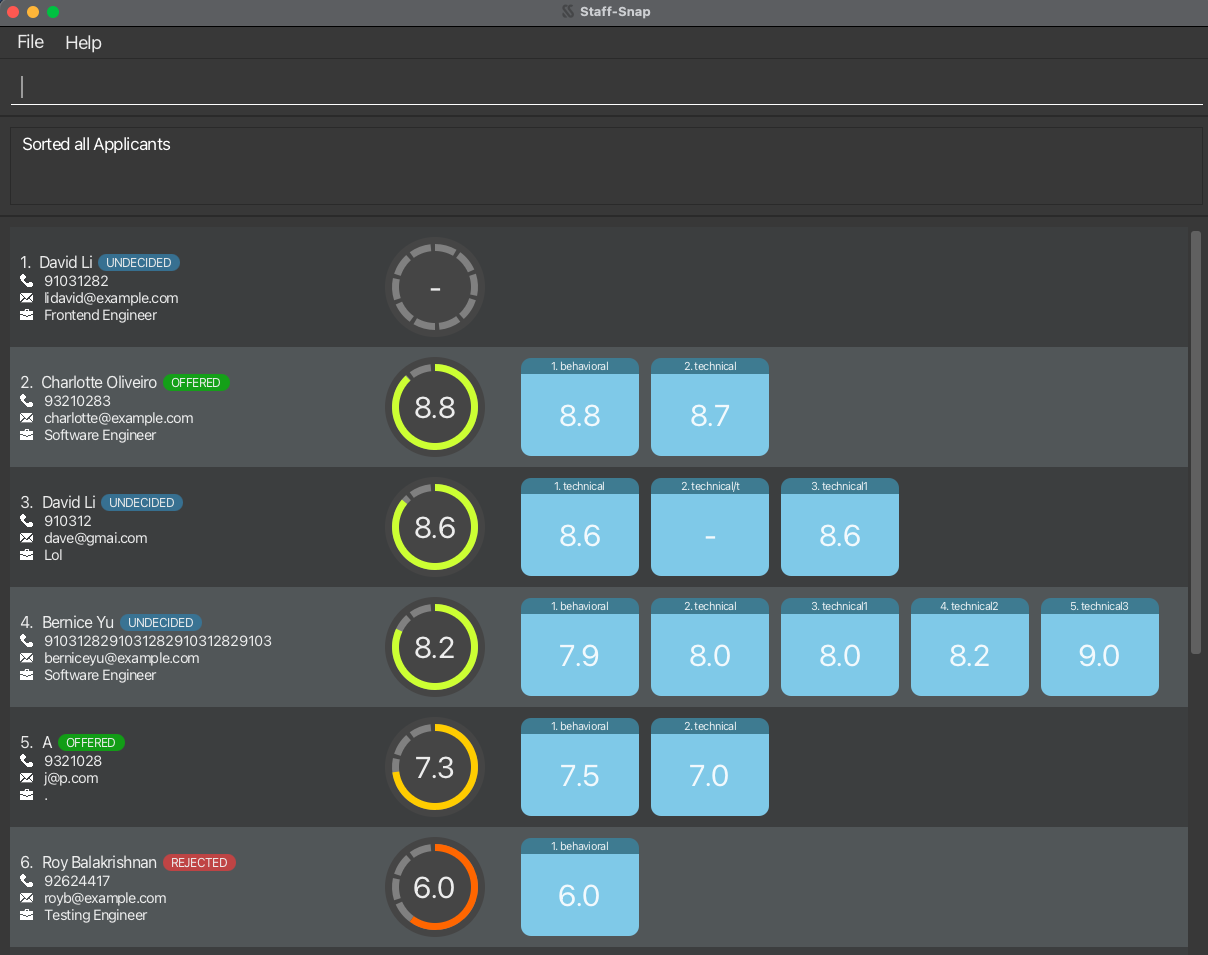 Staff-Snap
File Help
Sorted all Applicants
1. David Li UNDECIDED
91031282
lidavid@example.com
Frontend Engineer
-
2. Charlotte Oliveiro OFFERED
93210283
charlotte@example.com
Software Engineer
8.8
1. behavioral
8.8
2. technical
8.7
3. David Li UNDECIDED
910312
dave@gmai.com
Lol
8.6
1. technical
8.6
2. technical/t
-
3. technical1
8.6
4. Bernice Yu UNDECIDED
9103128291031282910312829103
berniceyu@example.com
Software Engineer
8.2
1. behavioral
7.9
2. technical
8.0
3. technical1
8.0
4. technical2
8.2
5. technical3
9.0
5. A OFFERED
9321028
j@p.com
.
7.3
1. behavioral
7.5
2. technical
7.0
6. Roy Balakrishnan REJECTED
92624417
royb@example.com
Testing Engineer
6.0
1. behavioral
6.0